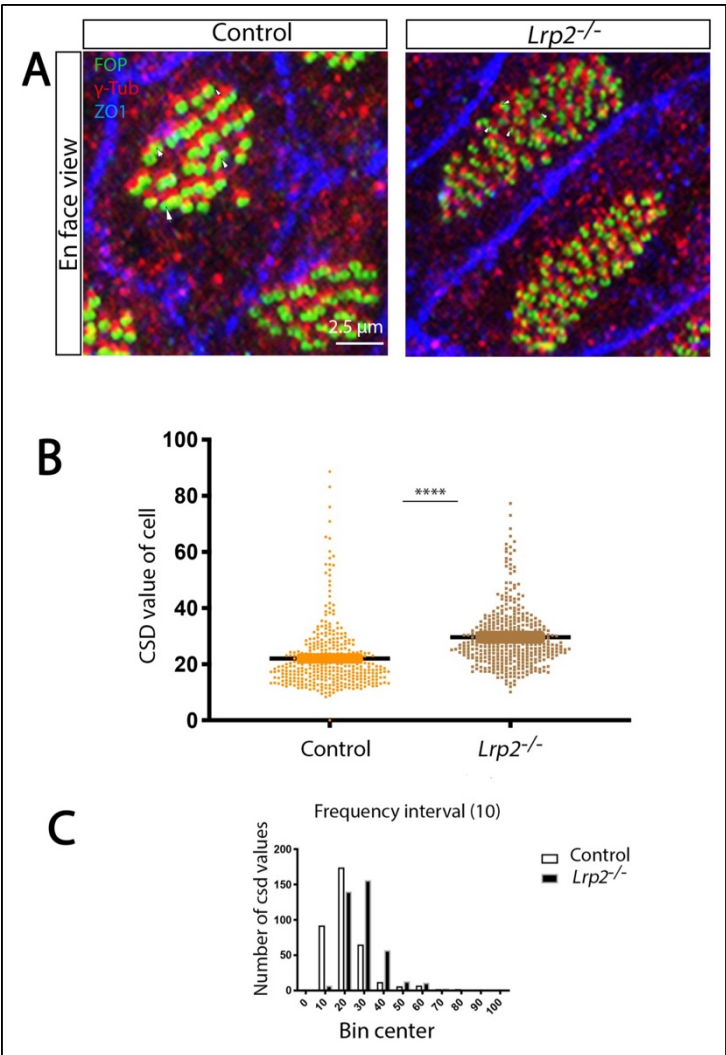 Control
Lrp2-/-
A
En face view
FOP
γ-Tub
ZO1
2.5 µm
B
CSD value of cell
100
80
60
40
20
0
****
Control
Lrp2-/-
C
Frequency interval (10)
Number of csd values
200
150
100
50
0
0 10 20 30 40 50 60 70 80 90 100
Bin center
Control
Lrp2-/-